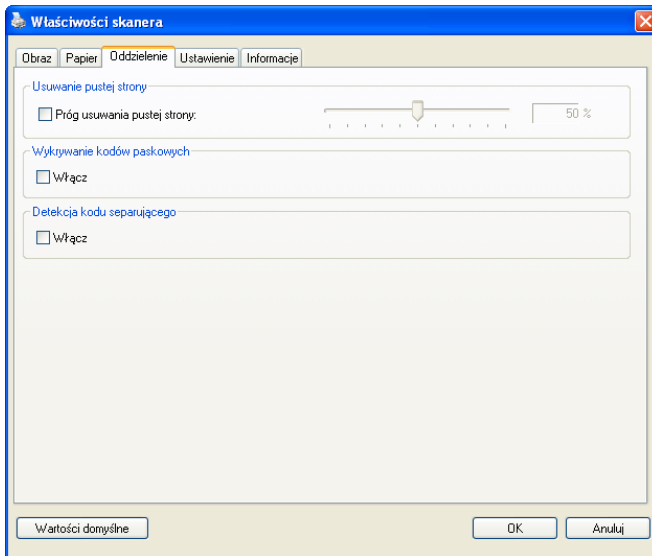 Właściwości skanera
Obraz Papier Oddzielenie Ustawienie Informacje
Usuwanie pustej strony
Próg usuwania pustej strony: 50 %
Wykrywanie kodów paskowych
Włącz
Detekcja kodu separującego
Włącz
Wartości domyślne OK Anuluj